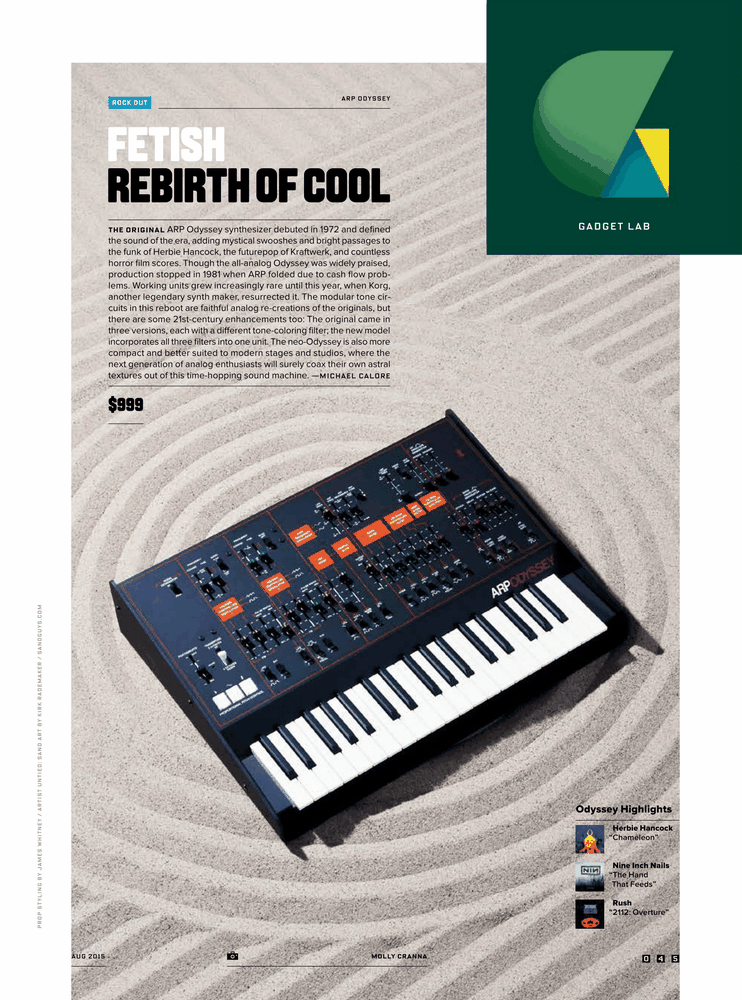 ROCK OUT
ARP ODYSSEY
FETISH
REBIRTH OF COOL
THE ORIGINAL ARP Odyssey synthesizer debuted in 1972 and defined
the sound of the era, adding mystical swooshes and bright passages to
the funk of Herbie Hancock, the futurepop of Kraftwerk, and countless
horror film scores. Though the all-analog Odyssey was widely praised,
production stopped in 1981 when ARP folded due to cash flow prob-
lems. Working units grew increasingly rare until this year, when Korg,
another legendary synth maker, resurrected it. The modular tone cir-
cuits in this reboot are faithful analog re-creations of the originals, but
there are some 21st-century enhancements too: The original came in
three versions, each with a different tone-coloring filter; the new model
incorporates all three filters into one unit. The neo-Odyssey is also more
compact and better suited to modern stages and studios, where the
next generation of analog enthusiasts will surely coax their own astral
textures out of this time-hopping sound machine. —MICHAEL CALORE
$999
GADGET LAB
ARP ODYSSEY
Odyssey Highlights
Herbie Hancock
“Chameleon”
NIN
Nine Inch Nails
“The Hand
That Feeds”
Rush
“2112: Overture”
PROP STYLING BY JAMES WHITNEY / ARTIST UNTIED; SAND ART BY KIRK RADEMAKER / SANDGUYS.COM
AUG 2015
MOLLY CRANNA
0 4 5